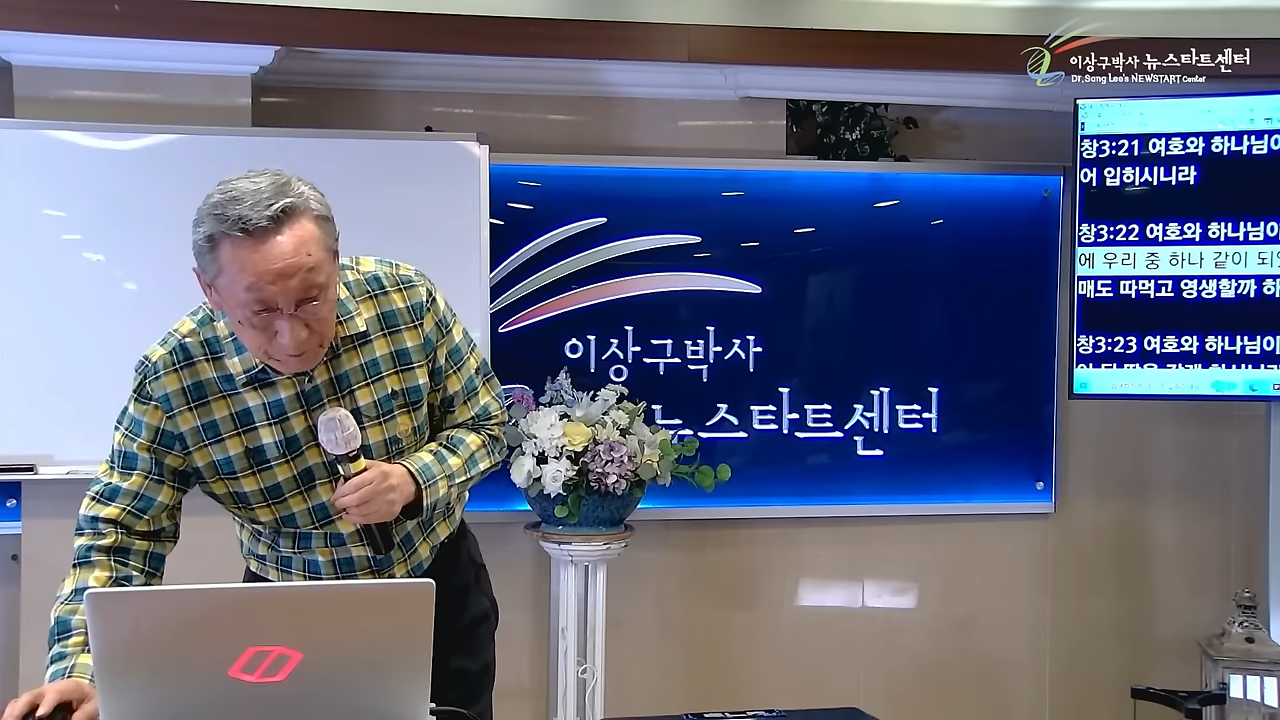 이상구박사 뉴스타트센터
Dr.Sang Lee's NEWSTART Center
창3:21 여호와 하나님이
어 입히시니라
창3:22 여호와 하나님이
에 우리 중 하나 같이
매도 따먹고 영생할까
창3:23 여호와 하나님이
이상구박사
뉴스타트센터